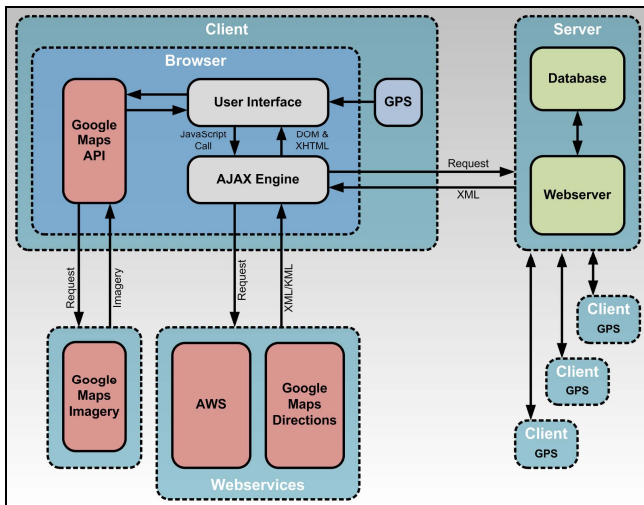 Client
Server
Browser
Google
Maps
API
User Interface
GPS
Database
JavaScript
Call
DOM &
XHTML
AJAX Engine
Request
XML
Webserver
Request
Imagery
Request
XML/KML
Client
GPS
Client
GPS
Client
GPS
Google
Maps
Imagery
AWS
Google
Maps
Directions
Webservices